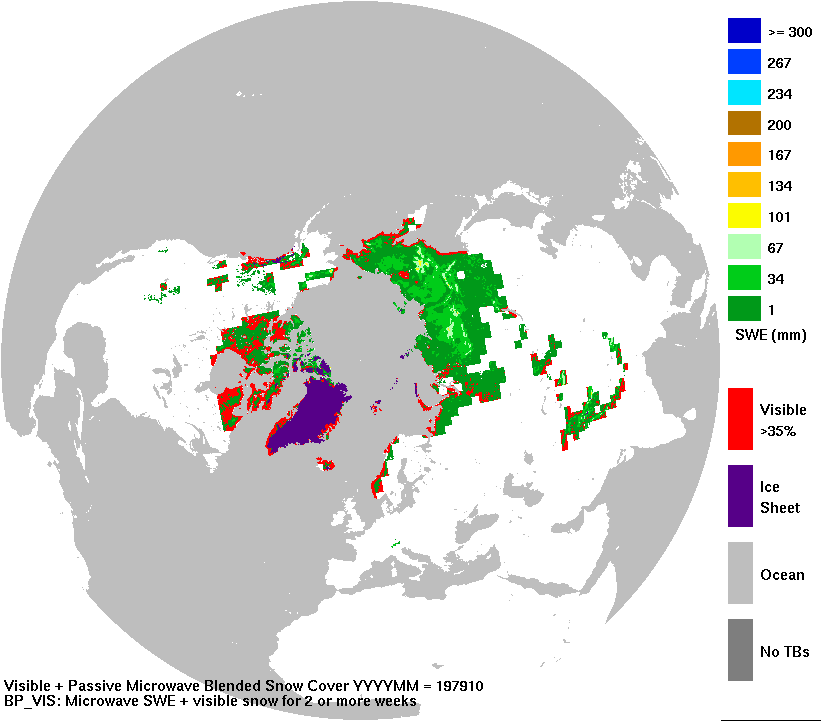 >= 300
267
234
200
167
134
101
67
34
1
SWE (mm)
Visible
>35%
Ice
Sheet
Ocean
No TBs
Visible + Passive Microwave Blended Snow Cover YYYYMM = 197910
BP_VIS: Microwave SWE + visible snow for 2 or more weeks